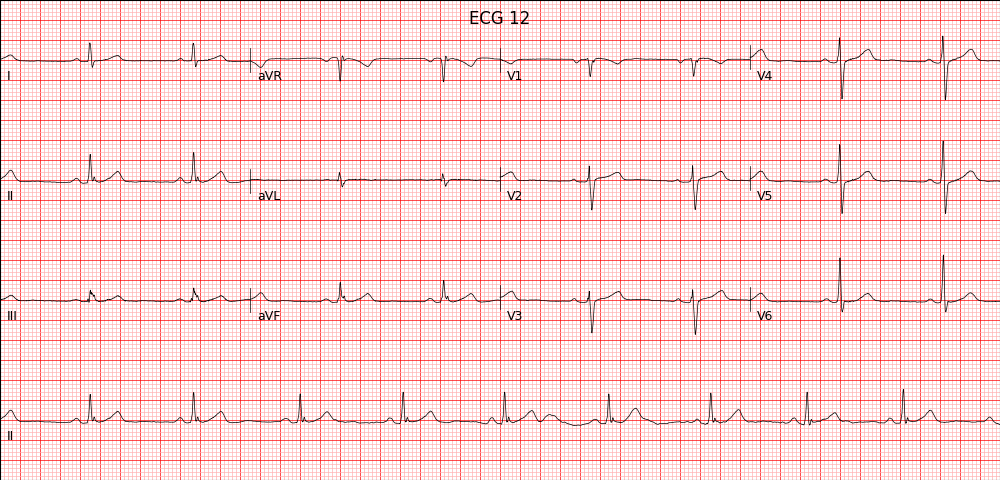 ECG 12
I aVR V1 V4
II aVL V2 V5
III aVF V3 V6
II